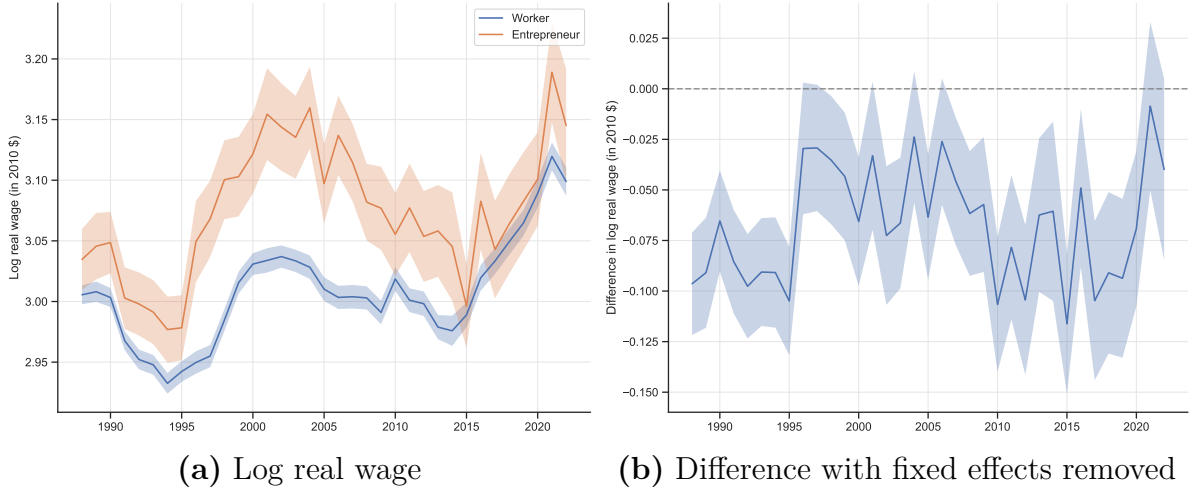 Worker
Entrepreneur
Log real wage (in 2010 $)
3.20
3.15
3.10
3.05
3.00
2.95
1990 1995 2000 2005 2010 2015 2020
(a) Log real wage
Difference in log real wage (in 2010 $)
0.025
0.000
−0.025
−0.050
−0.075
−0.100
−0.125
−0.150
1990 1995 2000 2005 2010 2015 2020
(b) Difference with fixed effects removed